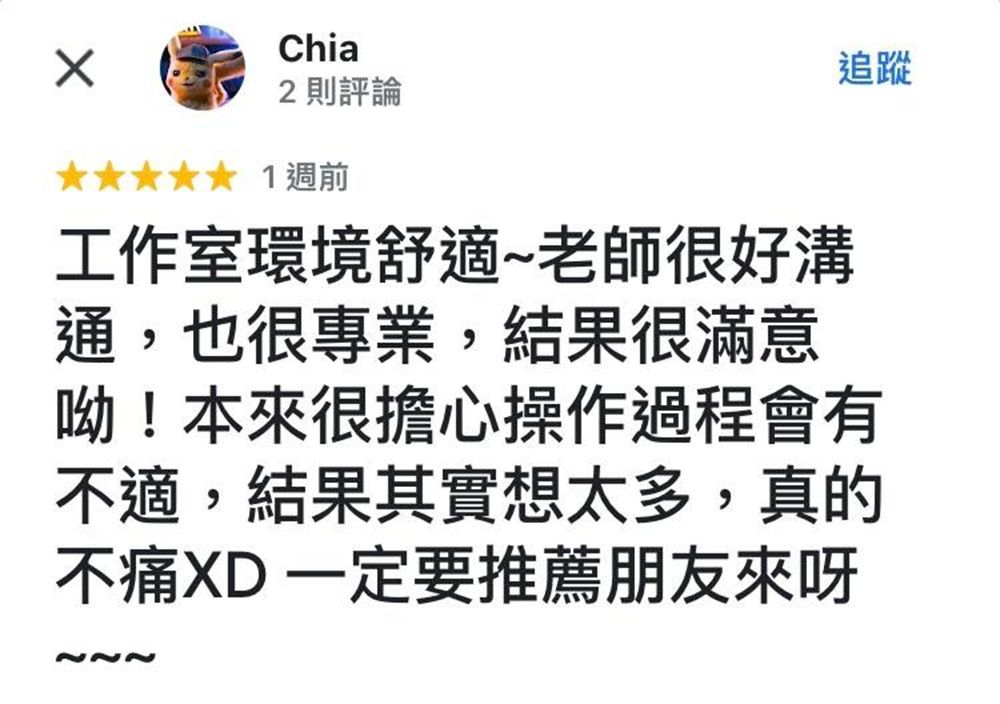 Chia
2 則評論
追蹤
1 週前
工作室環境舒適~老師很好溝
通，也很專業，結果很滿意
呦！本來很擔心操作過程會有
不適，結果其實想太多，真的
不痛XD 一定要推薦朋友來呀
~~~